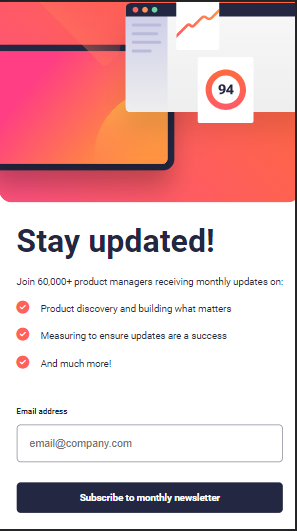 94
Stay updated!
Join 60,000+ product managers receiving monthly updates on:
Product discovery and building what matters
Measuring to ensure updates are a success
And much more!
Email address
email@company.com
Subscribe to monthly newsletter